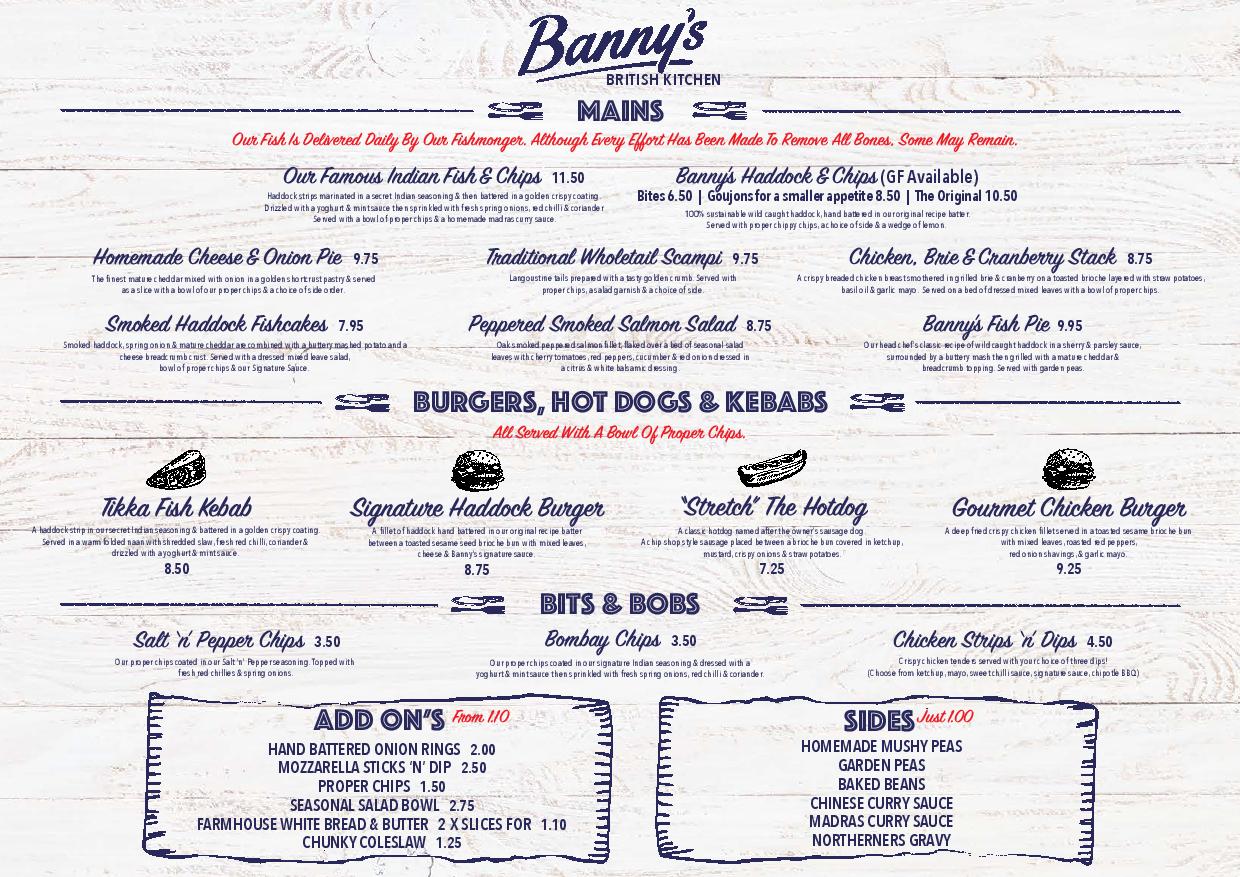 Banny's
BRITISH KITCHEN
MAINS
Our Fish Is Delivered Daily By Our Fishmonger. Although Every Effort Has Been Made To Remove All Bones, Some May Remain.
Our Famous Indian Fish & Chips 11.50
Haddock strips marinated in a secret Indian seasoning & then battered in a golden crispy coating.
Drizzled with a yoghurt & mint sauce then sprinkled with fresh spring onions, red chilli & coriander
Served with a bowl of proper chips & a homemade madras curry sauce.
Banny's Haddock & Chips (GF Available)
Bites 6.50 | Goujons for a smaller appetite 8.50 | The Original 10.50
100% sustainable wild caught haddock, hand battered in our original recipe batter.
Served with proper chippy chips, a choice of side & a wedge of lemon.
Homemade Cheese & Onion Pie 9.75
The finest mature cheddar mixed with onion in a golden shortcrust pastry & served
as a slice with a bowl of our proper chips & a choice of side order.
Traditional Wholetail Scampi 9.75
Langoustine tails prepared with a tasty golden crumb. Served with
proper chips, a salad garnish & a choice of side.
Chicken, Brie & Cranberry Stack 8.75
A crispy breaded chicken breast smothered in grilled brie & cranberry on a toasted brioche layered with straw potatoes,
basil oil & garlic mayo. Served on a bed of dressed mixed leaves with a bowl of proper chips.
Smoked Haddock Fishcakes 7.95
Smoked haddock, spring onion & mature cheddar are combined with a buttery mashed potato and a
cheese breadcrumb crust. Served with a dressed mixed leave salad,
bowl of proper chips & our Signature Sauce.
Peppered Smoked Salmon Salad 8.75
Oak smoked peppered salmon fillet, flaked over a bed of seasonal salad
leaves with cherry tomatoes, red peppers, cucumber & red onion dressed in
a citrus & white balsamic dressing.
Banny's Fish Pie 9.95
Our head chef's classic recipe of wild caught haddock in a sherry & parsley sauce,
surrounded by a buttery mash then grilled with a mature cheddar &
breadcrumb topping. Served with garden peas.
BURGERS, HOT DOGS & KEBABS
All Served With A Bowl Of Proper Chips.
Tikka Fish Kebab
A haddock strip in our secret Indian seasoning & battered in a golden crispy coating.
Served in a warm folded naan with shredded slaw, fresh red chilli, coriander &
drizzled with a yoghurt & mint sauce.
8.50
Signature Haddock Burger
A fillet of haddock hand battered in our original recipe batter
between a toasted sesame seed brioche bun with mixed leaves,
cheese & Banny's signature sauce.
8.75
"Stretch" The Hotdog
A classic hotdog named after the owner's sausage dog.
A chip shop style sausage placed between a brioche bun covered in ketchup,
mustard, crispy onions & straw potatoes.
7.25
Gourmet Chicken Burger
A deep fried crispy chicken fillet served in a toasted sesame brioche bun
with mixed leaves, roasted red peppers,
red onion shavings, & garlic mayo.
9.25
BITS & BOBS
Salt 'n' Pepper Chips 3.50
Our proper chips coated in our Salt 'n' Pepper seasoning. Topped with
fresh red chillies & spring onions.
Bombay Chips 3.50
Our proper chips coated in our signature Indian seasoning & dressed with a
yoghurt & mint sauce then sprinkled with fresh spring onions, red chilli & coriander.
Chicken Strips 'n' Dips 4.50
Crispy chicken tenders served with your choice of three dips!
(Choose from ketchup, mayo, sweet chilli sauce, signature sauce, chipotle BBQ)
ADD ON'S From 1.10
HAND BATTERED ONION RINGS 2.00
MOZZARELLA STICKS 'N' DIP 2.50
PROPER CHIPS 1.50
SEASONAL SALAD BOWL 2.75
FARMHOUSE WHITE BREAD & BUTTER 2 X SLICES FOR 1.10
CHUNKY COLESLAW 1.25
SIDES Just 1.00
HOMEMADE MUSHY PEAS
GARDEN PEAS
BAKED BEANS
CHINESE CURRY SAUCE
MADRAS CURRY SAUCE
NORTHERNERS GRAVY